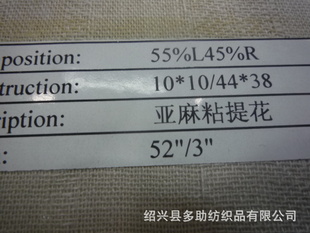 position: 55%L45%R
truction: 10*10/44*38
ription: 亚麻粘提花
: 52"/3"
绍兴县多助纺织品有限公司